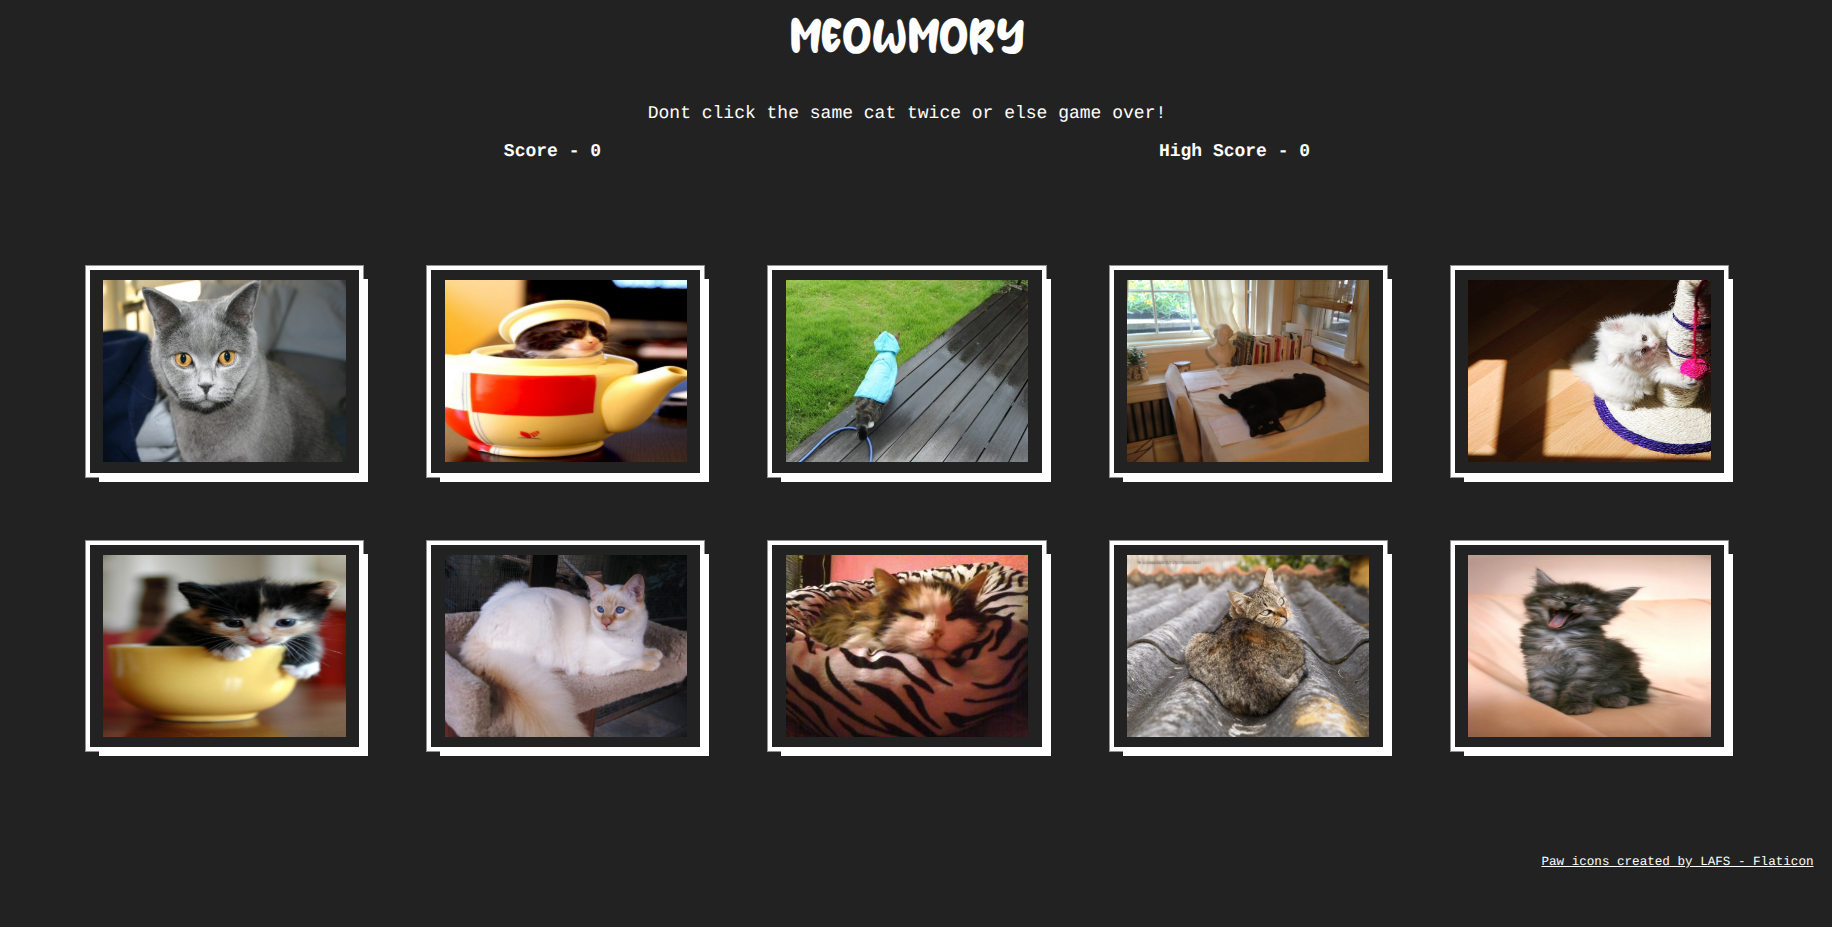 MEOWMORY
Dont click the same cat twice or else game over!
Score - 0
High Score - 0
Paw icons created by LAFS - Flaticon